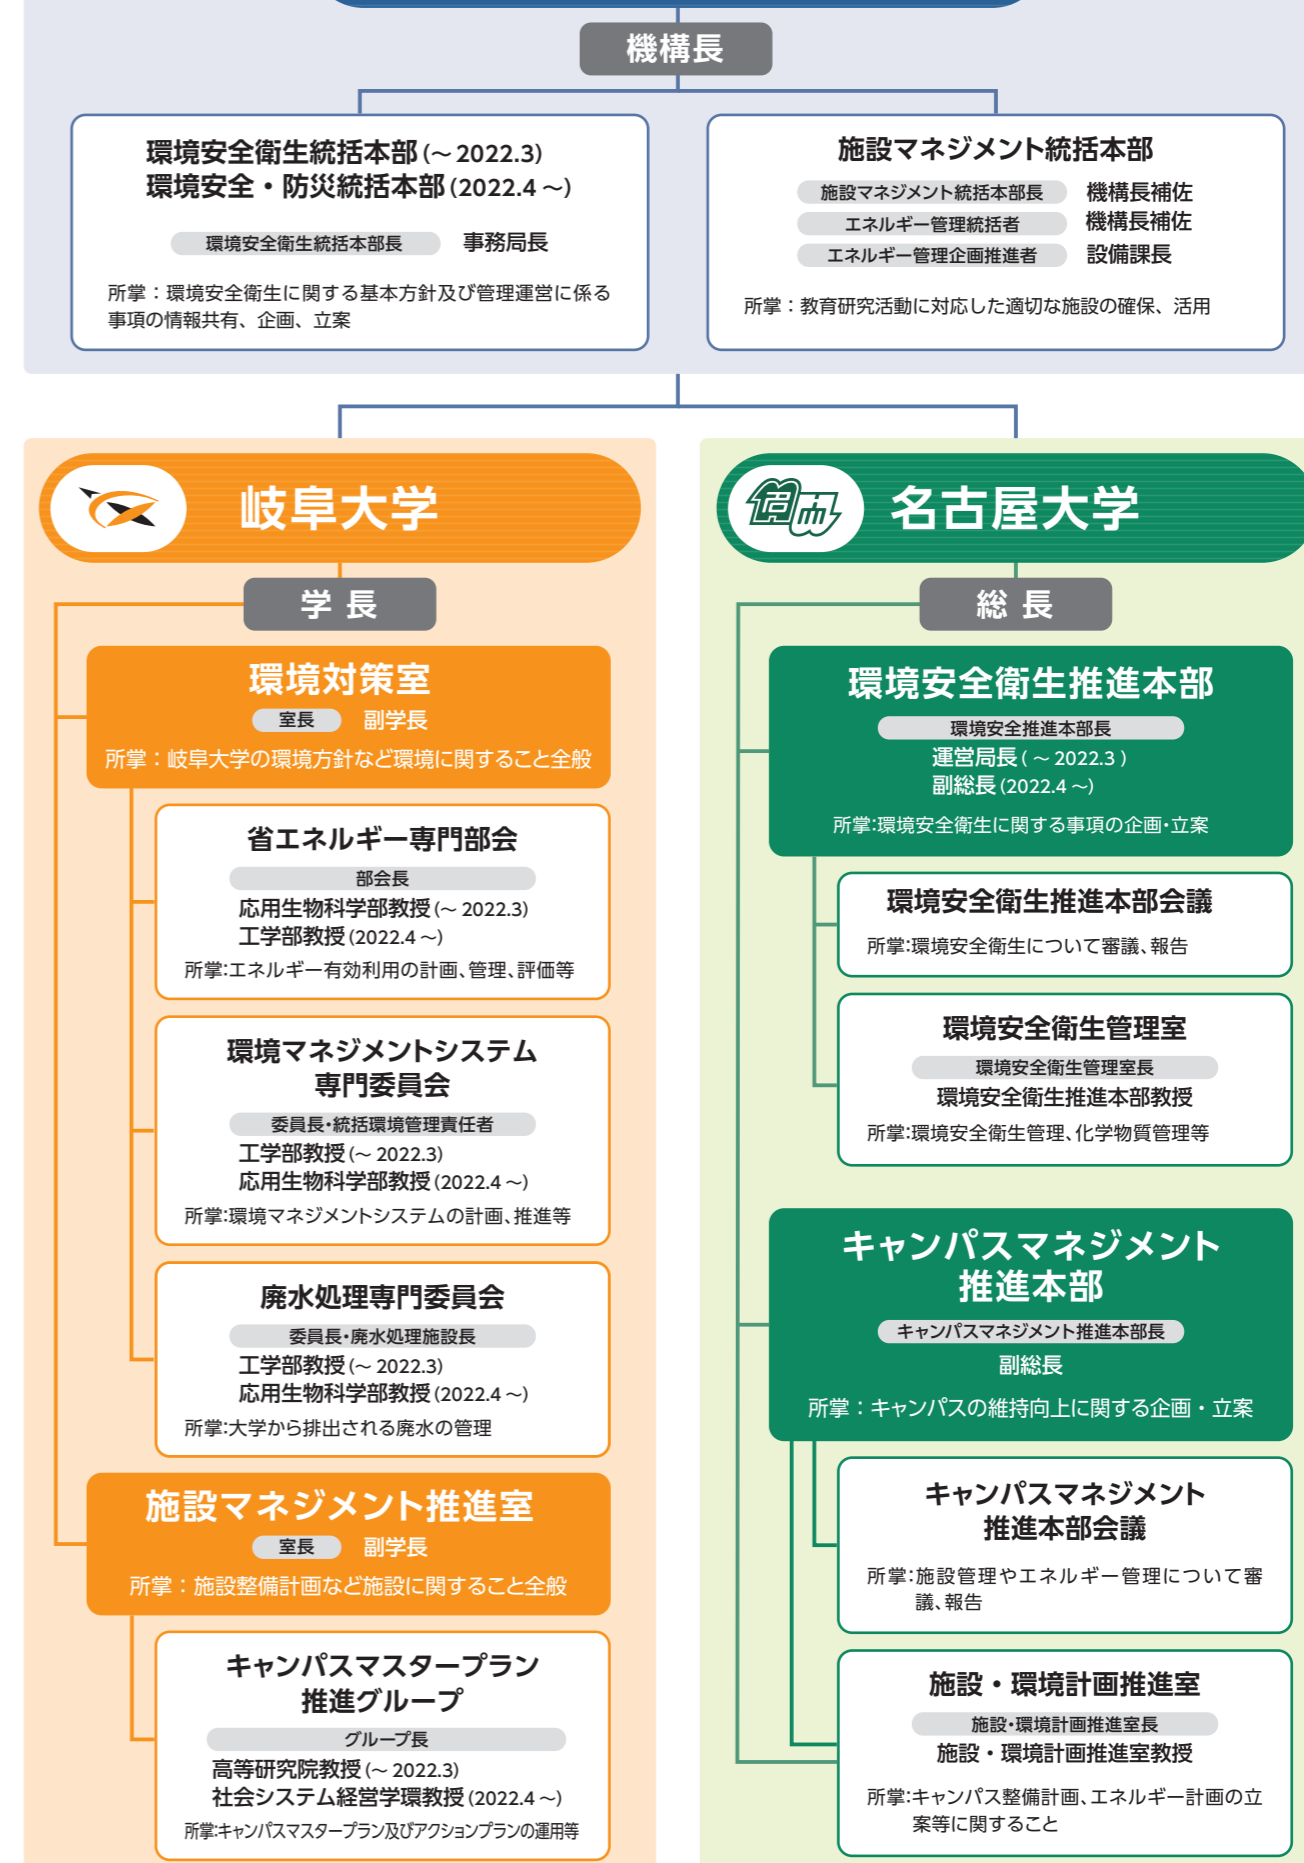 機構長
環境安全衛生統括本部(～2022.3)
環境安全・防災統括本部(2022.4～)
環境安全衛生統括本部長 事務局長
所掌：環境安全衛生に関する基本方針及び管理運営に係る
事項の情報共有、企画、立案
施設マネジメント統括本部
施設マネジメント統括本部長 機構長補佐
エネルギー管理統括者 機構長補佐
エネルギー管理企画推進者 設備課長
所掌：教育研究活動に対応した適切な施設の確保、活用
岐阜大学
学長
環境対策室
室長 副学長
所掌：岐阜大学の環境方針など環境に関すること全般
省エネルギー専門部会
部会長
応用生物科学部教授(～2022.3)
工学部教授(2022.4～)
所掌:エネルギー有効利用の計画、管理、評価等
環境マネジメントシステム
専門委員会
委員長・統括環境管理責任者
工学部教授(～2022.3)
応用生物科学部教授(2022.4～)
所掌:環境マネジメントシステムの計画、推進等
廃水処理専門委員会
委員長・廃水処理施設長
工学部教授(～2022.3)
応用生物科学部教授(2022.4～)
所掌:大学から排出される廃水の管理
施設マネジメント推進室
室長 副学長
所掌：施設整備計画など施設に関すること全般
キャンパスマスタープラン
推進グループ
グループ長
高等研究院教授(～2022.3)
社会システム経営学環教授(2022.4～)
所掌:キャンパスマスタープラン及びアクションプランの運用等
名大
名古屋大学
総長
環境安全衛生推進本部
環境安全推進本部長
運営局長(～2022.3)
副総長(2022.4～)
所掌:環境安全衛生に関する事項の企画・立案
環境安全衛生推進本部会議
所掌:環境安全衛生について審議、報告
環境安全衛生管理室
環境安全衛生管理室長
環境安全衛生推進本部教授
所掌:環境安全衛生管理、化学物質管理等
キャンパスマネジメント
推進本部
キャンパスマネジメント推進本部長
副総長
所掌：キャンパスの維持向上に関する企画・立案
キャンパスマネジメント
推進本部会議
所掌:施設管理やエネルギー管理について審
議、報告
施設・環境計画推進室
施設・環境計画推進室長
施設・環境計画推進室教授
所掌:キャンパス整備計画、エネルギー計画の立
案等に関すること